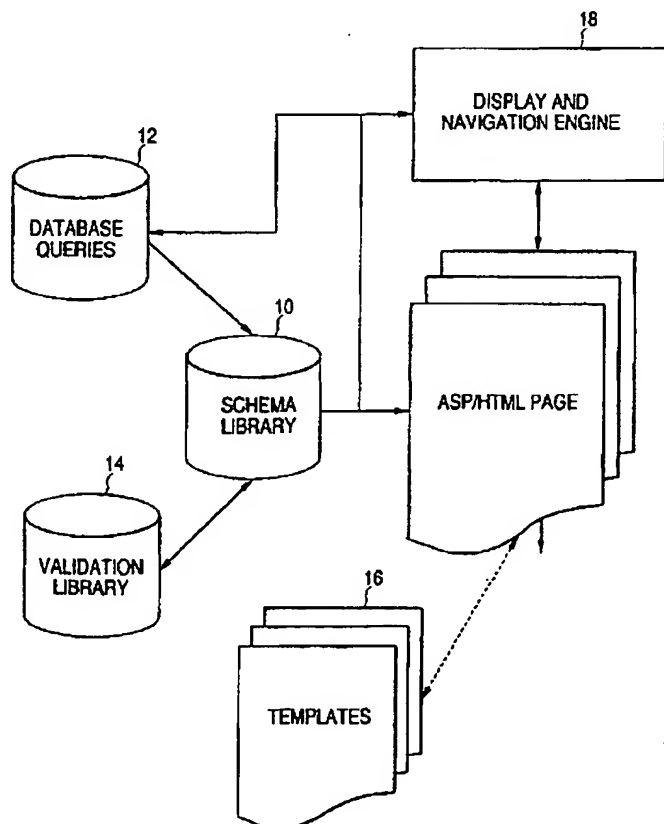 18
DISPLAY AND
NAVIGATION ENGINE
12
DATABASE
QUERIES
10
SCHEMA
LIBRARY
ASP/HTML PAGE
14
VALIDATION
LIBRARY
16
TEMPLATES